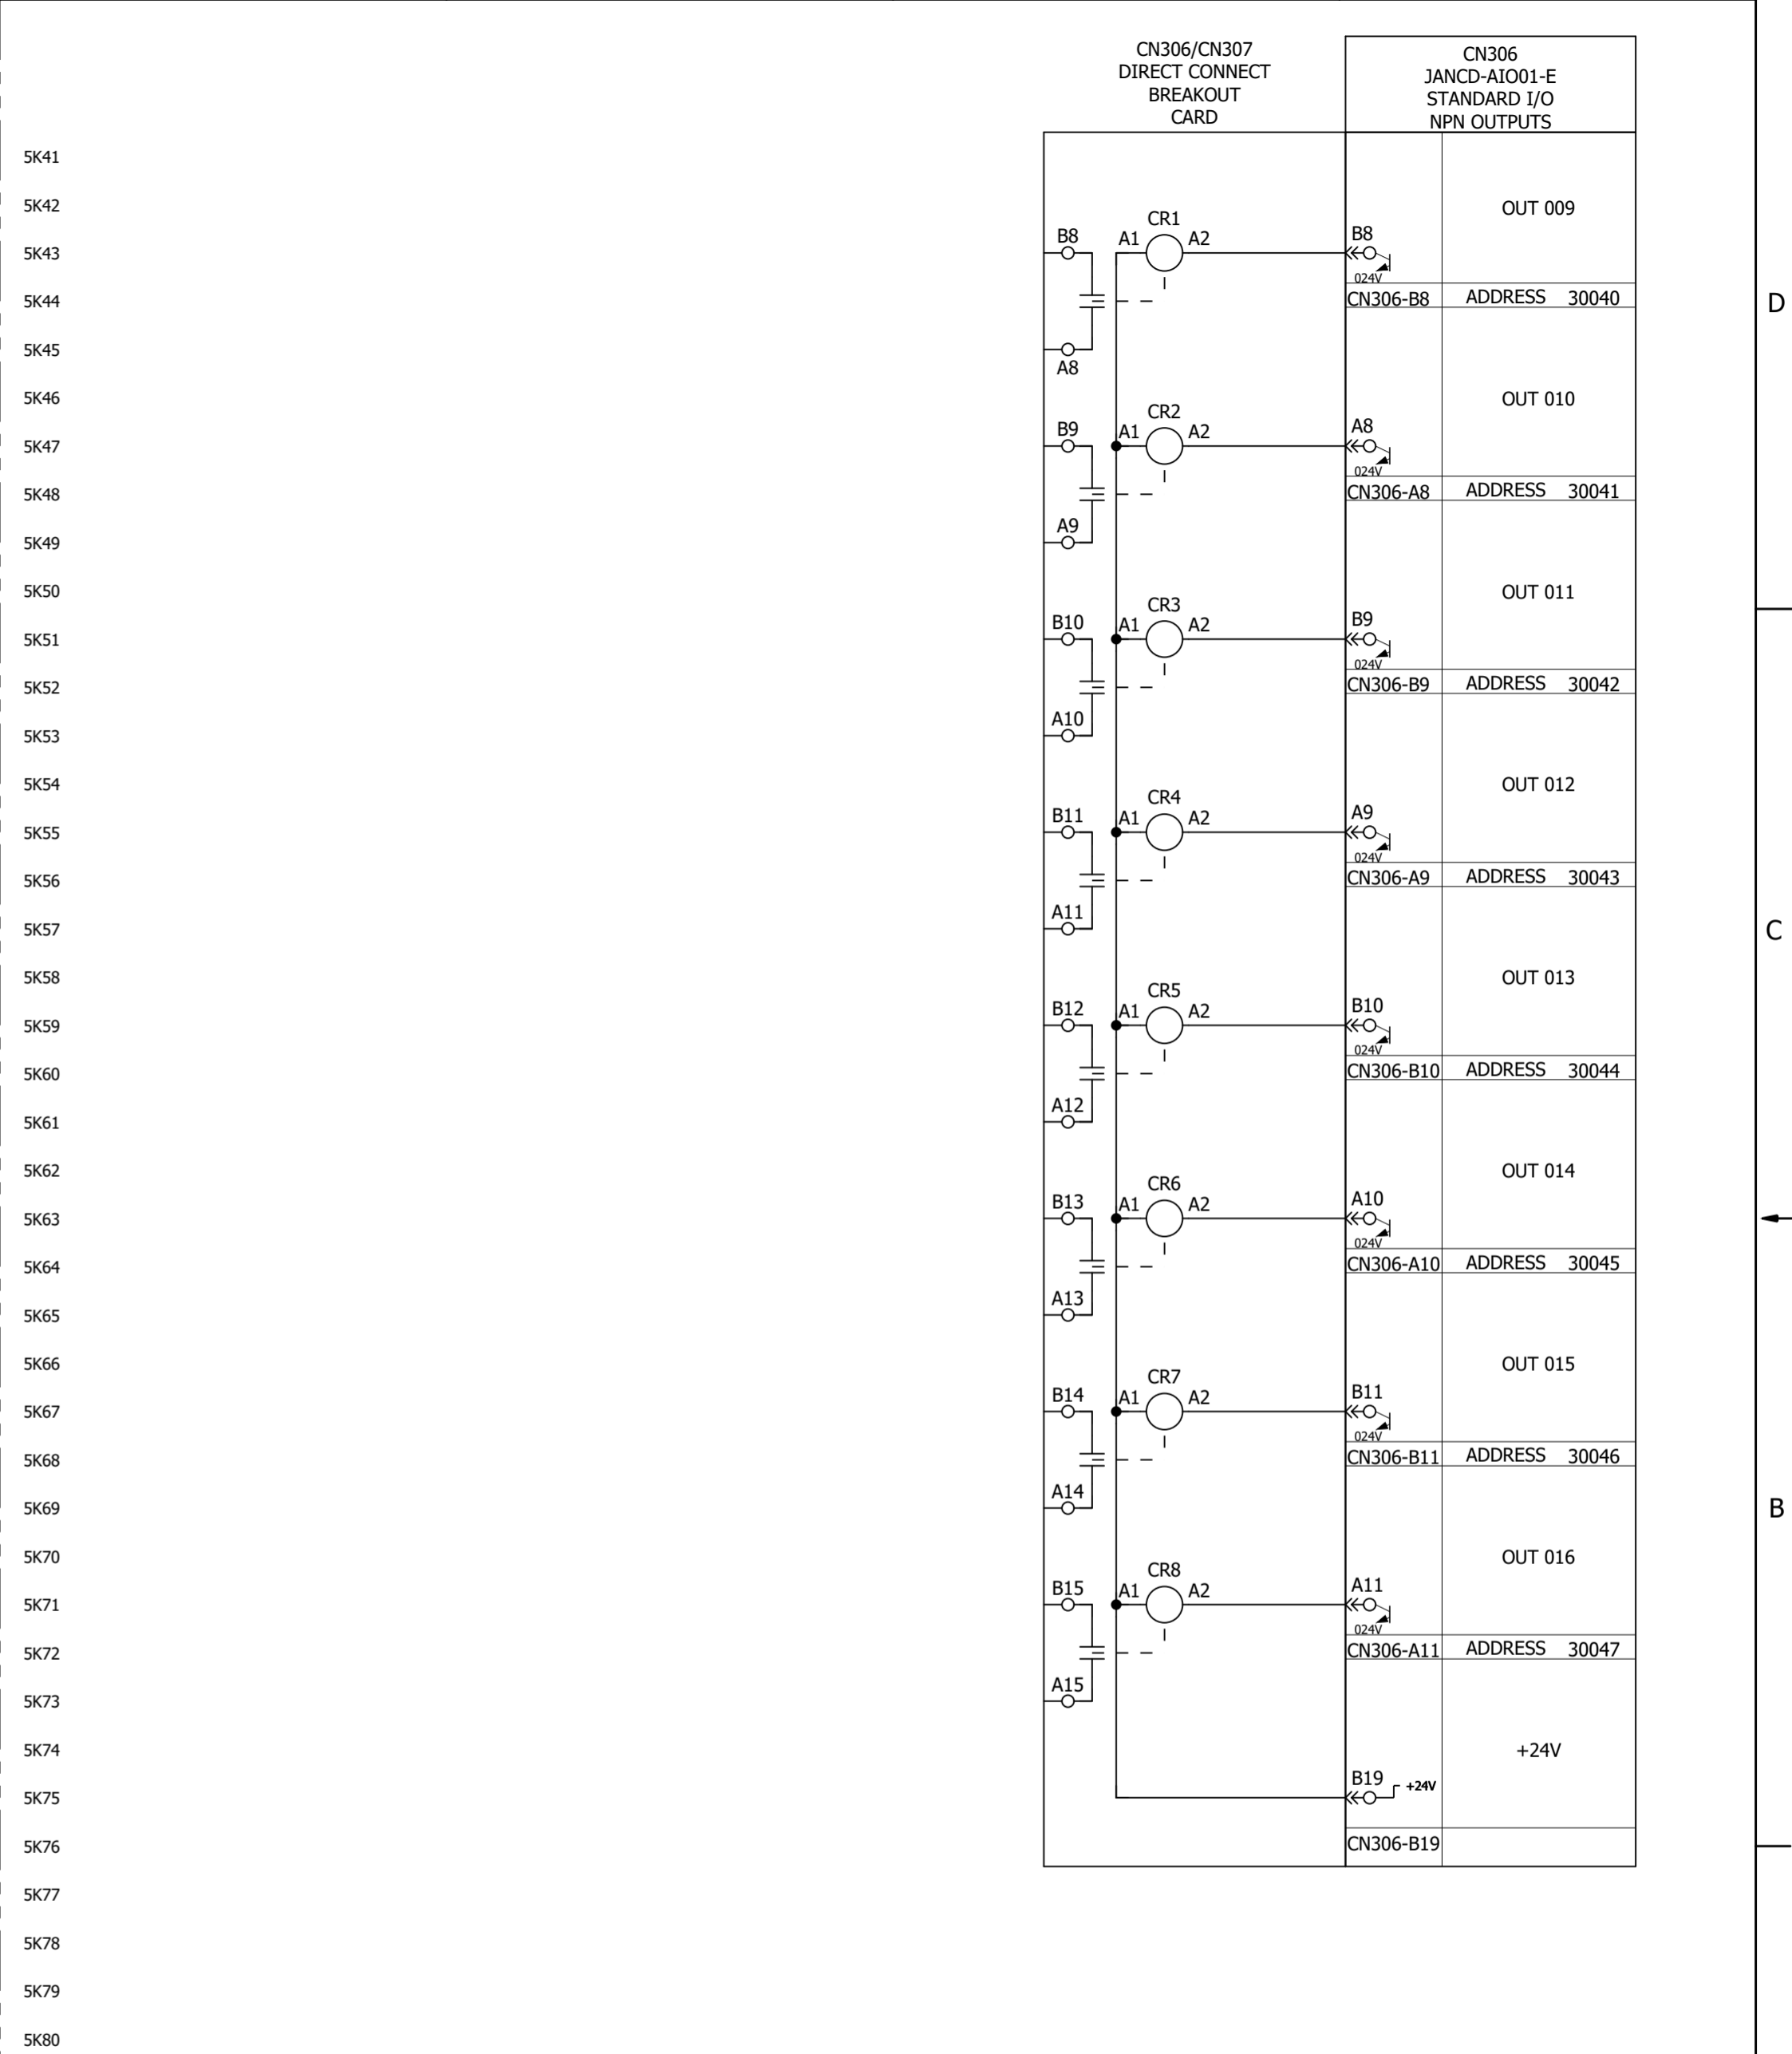 CN306/CN307
DIRECT CONNECT
BREAKOUT
CARD
CN306
JANCD-AIO01-E
STANDARD I/O
NPN OUTPUTS
5K41
5K42
OUT 009
CR1
B8 A1 A2 B8
5K43
024V
5K44
CN306-B8 ADDRESS 30040
D
5K45
A8
5K46
OUT 010
CR2
B9 A1 A2 A8
5K47
024V
5K48
CN306-A8 ADDRESS 30041
A9
5K49
5K50
OUT 011
CR3
B10 A1 A2 B9
5K51
024V
5K52
CN306-B9 ADDRESS 30042
A10
5K53
5K54
OUT 012
CR4
B11 A1 A2 A9
5K55
024V
5K56
CN306-A9 ADDRESS 30043
A11
5K57
C
5K58
OUT 013
CR5
B12 A1 A2 B10
5K59
024V
5K60
CN306-B10 ADDRESS 30044
A12
5K61
5K62
OUT 014
CR6
B13 A1 A2 A10
5K63
024V
5K64
CN306-A10 ADDRESS 30045
A13
5K65
5K66
OUT 015
CR7
B14 A1 A2 B11
5K67
024V
5K68
CN306-B11 ADDRESS 30046
A14
5K69
B
5K70
OUT 016
CR8
B15 A1 A2 A11
5K71
024V
5K72
CN306-A11 ADDRESS 30047
A15
5K73
5K74
+24V
B19 +24V
5K75
5K76
CN306-B19
5K77
5K78
5K79
5K80